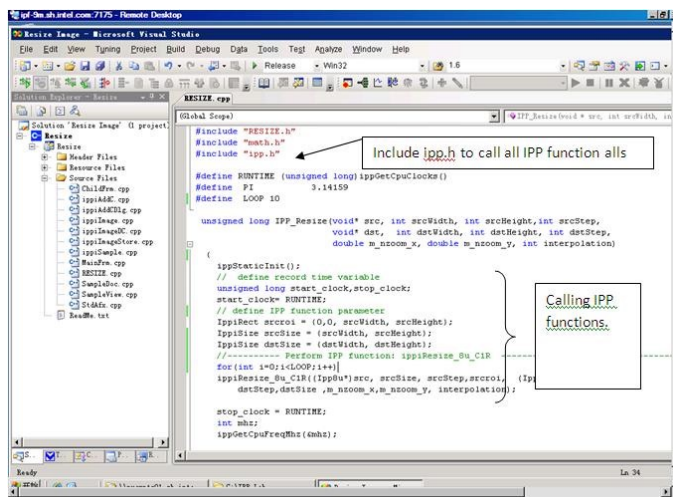 ipf-9m.sh.intel.com:7175 - Remote Desktop
Resize Image - Microsoft Visual Studio
File Edit View Tuning Project Build Debug Data Tools Test Analyze Window Help
Release Win32 1.6
Solution Explorer - Resize
RESIZE.cpp
(Global Scope)
IPP_Resize(void * src, int srcWidth, in
Solution 'Resize Image' (1 project)
Resize
Resize
Header Files
Resource Files
Source Files
ChildFrm.cpp
ippiAddC.cpp
ippiAddCDlg.cpp
ippiImage.cpp
ippiImageDC.cpp
ippiImageStore.cpp
ippiSample.cpp
MainFrm.cpp
RESIZE.cpp
SampleDoc.cpp
SampleView.cpp
StdAfx.cpp
ReadMe.txt
#include "RESIZE.h"
#include "math.h"
#include "ipp.h"
Include ipp.h to call all IPP function alls
#define RUNTIME (unsigned long)ippGetCpuClocks()
#define PI 3.14159
#define LOOP 10
unsigned long IPP_Resize(void* src, int srcWidth, int srcHeight,int srcStep,
void* dst, int dstWidth, int dstHeight, int dstStep,
double m_nzoom_x, double m_nzoom_y, int interpolation)
{
ippStaticInit();
// define record time variable
unsigned long start_clock,stop_clock;
start_clock= RUNTIME;
// define IPP function parameter
IppiRect srcroi = {0,0, srcWidth, srcHeight};
IppiSize srcSize = {srcWidth, srcHeight};
IppiSize dstSize = {dstWidth, dstHeight};
//---------- Perform IPP function: ippiResize_8u_C1R
for(int i=0;i<LOOP;i++)
ippiResize_8u_C1R((Ipp8u*)src, srcSize, srcStep,srcroi, (Ipp
dstStep,dstSize ,m_nzoom_x,m_nzoom_y, interpolation);
Calling IPP
functions.
stop_clock = RUNTIME;
int mhz;
ippGetCpuFreqMhz(&mhz);
Ready
Ln 34